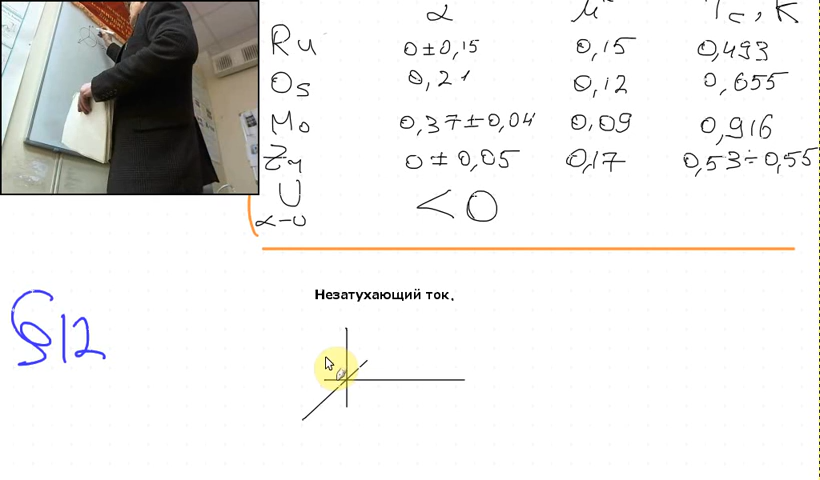 α μ* Tc, K
Ru 0±0,15 0,15 0,493
Os 0,21 0,12 0,655
Mo 0,37±0,04 0,09 0,916
Zr 0±0,05 0,17 0,53÷0,55
U <0
α-U
§12
Незатухающий ток.